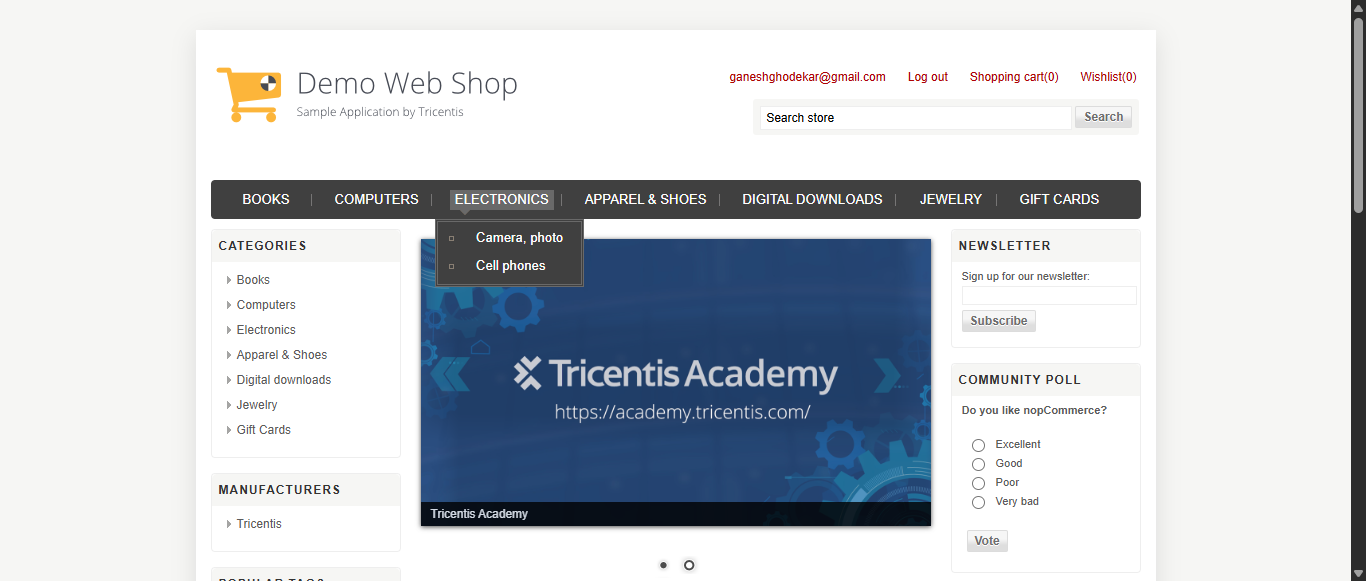 Demo Web Shop
Sample Application by Tricentis
ganeshghodekar@gmail.com Log out Shopping cart(0) Wishlist(0)
Search store Search
BOOKS COMPUTERS ELECTRONICS APPAREL & SHOES DIGITAL DOWNLOADS JEWELRY GIFT CARDS
Camera, photo
Cell phones
CATEGORIES
Books
Computers
Electronics
Apparel & Shoes
Digital downloads
Jewelry
Gift Cards
MANUFACTURERS
Tricentis
POPULAR TAGS
Tricentis Academy
https://academy.tricentis.com/
Tricentis Academy
NEWSLETTER
Sign up for our newsletter:
Subscribe
COMMUNITY POLL
Do you like nopCommerce?
Excellent
Good
Poor
Very bad
Vote